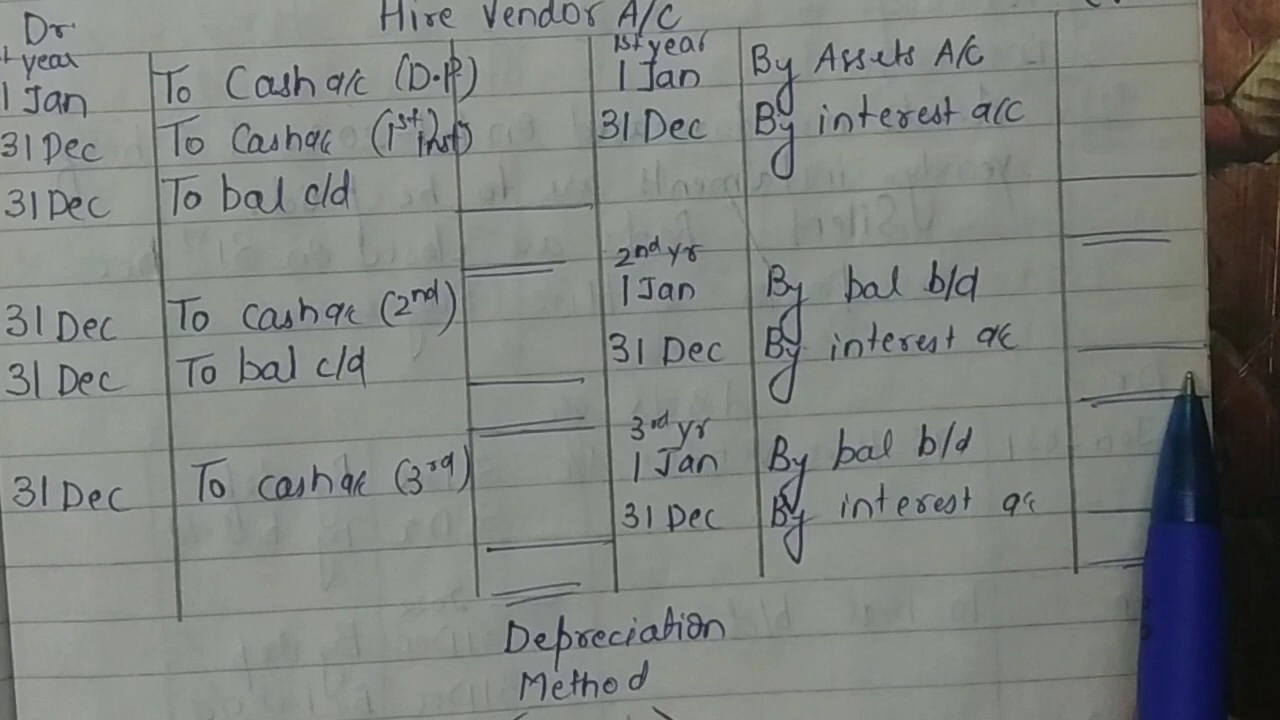 Hire Vendor A/C
Dr
year
1 Jan To Cash a/c (D.P)
31 Dec To Cash a/c (1st inst)
31 Dec To bal c/d
31 Dec To cash a/c (2nd)
31 Dec To bal c/d
31 Dec To cash a/c (3rd)
1st year
1 Jan By Assets A/C
31 Dec By interest a/c
2nd yr
1 Jan By bal b/d
31 Dec By interest a/c
3rd yr
1 Jan By bal b/d
31 Dec By interest a/c
Depreciation
Method